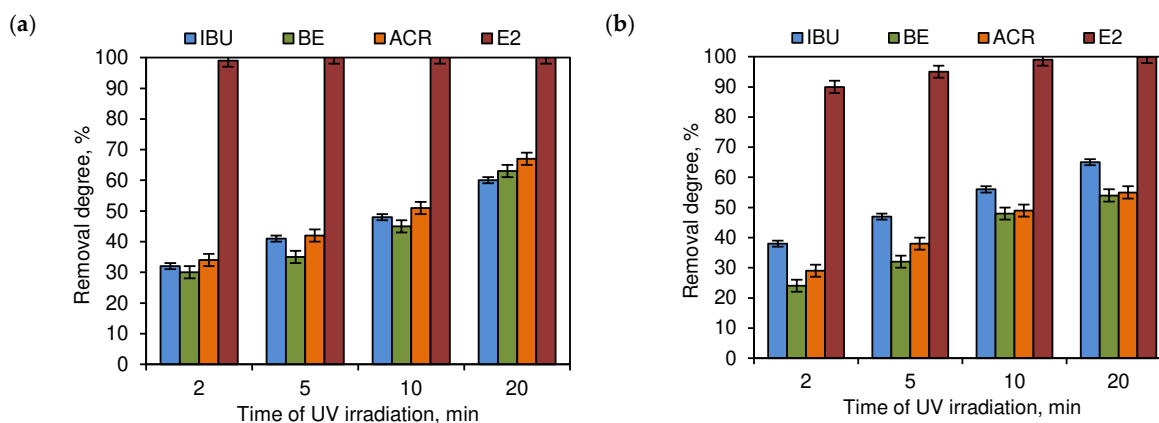 (a)
IBU BE ACR E2
100
90
80
70
60
50
40
30
20
10
0
Removal degree, %
2 5 10 20
Time of UV irradiation, min
(b)
IBU BE ACR E2
100
90
80
70
60
50
40
30
20
10
0
Removal degree, %
2 5 10 20
Time of UV irradiation, min